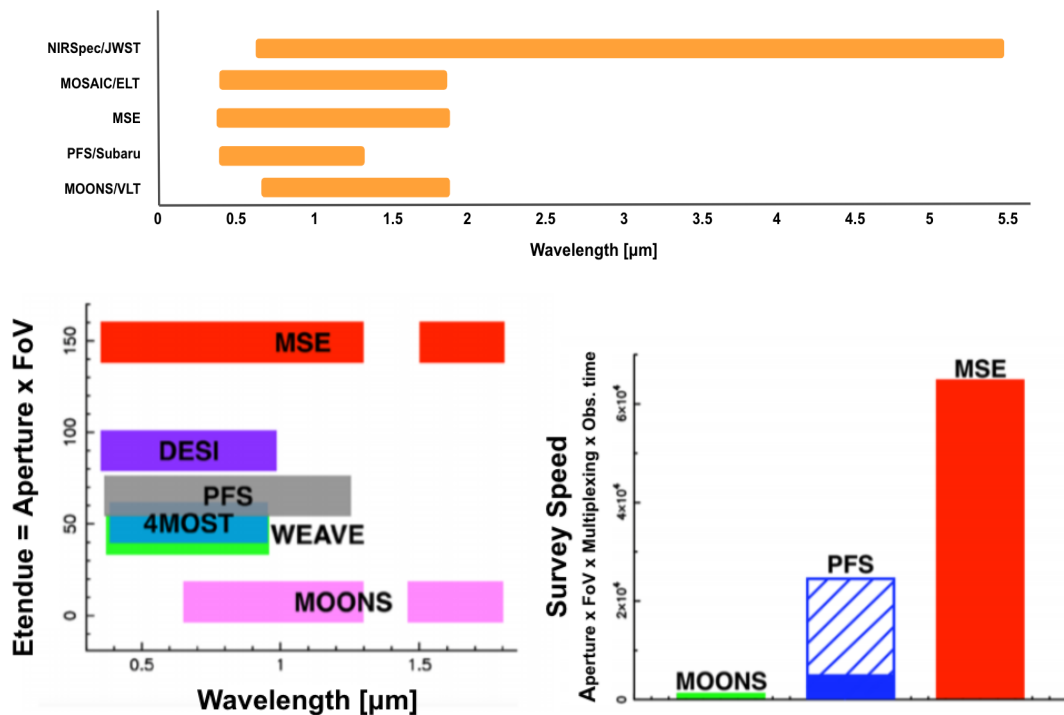 NIRSpec/JWST
MOSAIC/ELT
MSE
PFS/Subaru
MOONS/VLT
0 0.5 1 1.5 2 2.5 3 3.5 4 4.5 5 5.5
Wavelength [µm]
Etendue = Aperture x FoV
150
100
50
0
MSE
DESI
PFS
4MOST
WEAVE
MOONS
0.5 1 1.5
Wavelength [µm]
Survey Speed
Aperture x FoV x Multiplexing x Obs. time
6×10⁴
4×10⁴
2×10⁴
0
MSE
PFS
MOONS